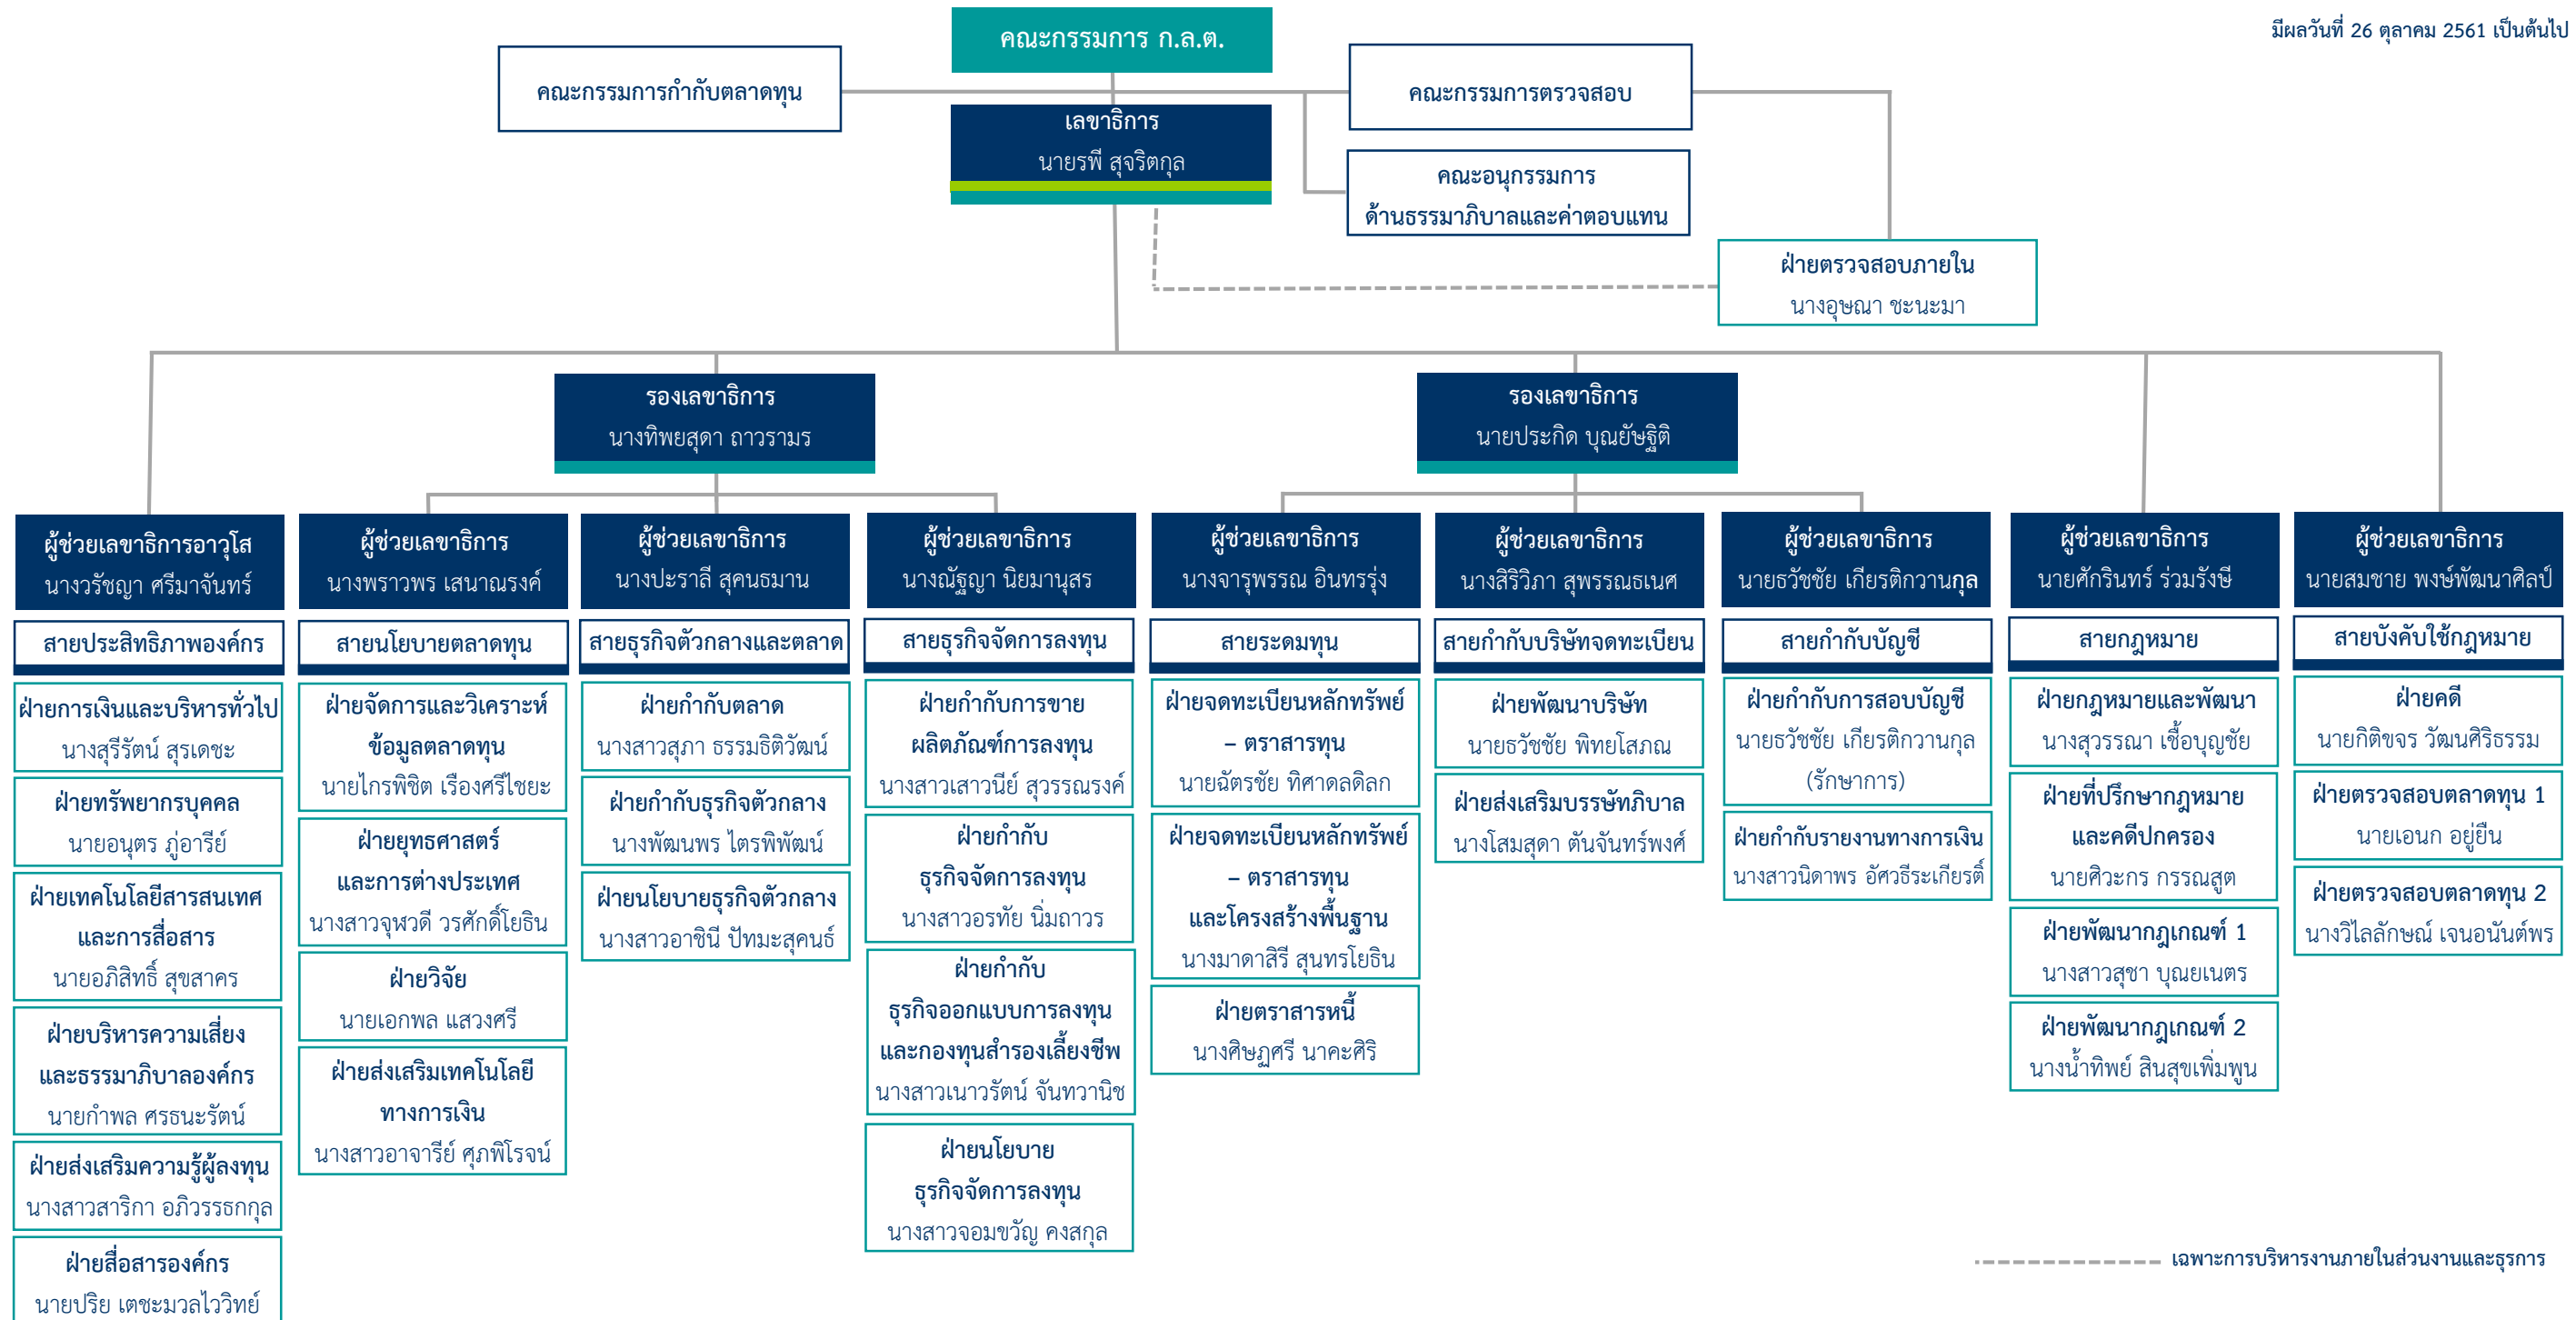 มีผลวันที่ 26 ตุลาคม 2561 เป็นต้นไป
คณะกรรมการ ก.ล.ต.
คณะกรรมการกำกับตลาดทุน
คณะกรรมการตรวจสอบ
เลขาธิการ
นายรพี สุจริตกุล
คณะอนุกรรมการ
ด้านธรรมาภิบาลและค่าตอบแทน
ฝ่ายตรวจสอบภายใน
นางอุษณา ชะนะมา
รองเลขาธิการ
นางทิพยสุดา ถาวรามร
รองเลขาธิการ
นายประกิด บุณยัษฐิติ
ผู้ช่วยเลขาธิการอาวุโส
นางวรัชญา ศรีมาจันทร์
สายประสิทธิภาพองค์กร
ฝ่ายการเงินและบริหารทั่วไป
นางสุรีรัตน์ สุรเดชะ
ฝ่ายทรัพยากรบุคคล
นายอนุตร ภู่อารีย์
ฝ่ายเทคโนโลยีสารสนเทศ
และการสื่อสาร
นายอภิสิทธิ์ สุขสาคร
ฝ่ายบริหารความเสี่ยง
และธรรมาภิบาลองค์กร
นายกำพล ศรธนะรัตน์
ฝ่ายส่งเสริมความรู้ผู้ลงทุน
นางสาวสาริกา อภิวรรธกกุล
ฝ่ายสื่อสารองค์กร
นายปริย เตชะมวลไววิทย์
ผู้ช่วยเลขาธิการ
นางพราวพร เสนาณรงค์
สายนโยบายตลาดทุน
ฝ่ายจัดการและวิเคราะห์
ข้อมูลตลาดทุน
นายไกรพิชิต เรืองศรีไชยะ
ฝ่ายยุทธศาสตร์
และการต่างประเทศ
นางสาวจุฬวดี วรศักดิ์โยธิน
ฝ่ายวิจัย
นายเอกพล แสวงศรี
ฝ่ายส่งเสริมเทคโนโลยี
ทางการเงิน
นางสาวอาจารีย์ ศุภพิโรจน์
ผู้ช่วยเลขาธิการ
นางปะราลี สุคนธมาน
สายธุรกิจตัวกลางและตลาด
ฝ่ายกำกับตลาด
นางสาวสุภา ธรรมธิติวัฒน์
ฝ่ายกำกับธุรกิจตัวกลาง
นางพัฒนพร ไตรพิพัฒน์
ฝ่ายนโยบายธุรกิจตัวกลาง
นางสาวอาชินี ปัทมะสุคนธ์
ผู้ช่วยเลขาธิการ
นางณัฐญา นิยมานุสร
สายธุรกิจจัดการลงทุน
ฝ่ายกำกับการขาย
ผลิตภัณฑ์การลงทุน
นางสาวเสาวนีย์ สุวรรณรงค์
ฝ่ายกำกับ
ธุรกิจจัดการลงทุน
นางสาวอรทัย นิ่มถาวร
ฝ่ายกำกับ
ธุรกิจออกแบบการลงทุน
และกองทุนสำรองเลี้ยงชีพ
นางสาวเนาวรัตน์ จันทวานิช
ฝ่ายนโยบาย
ธุรกิจจัดการลงทุน
นางสาวจอมขวัญ คงสกุล
ผู้ช่วยเลขาธิการ
นางจารุพรรณ อินทรรุ่ง
สายระดมทุน
ฝ่ายจดทะเบียนหลักทรัพย์
– ตราสารทุน
นายฉัตรชัย ทิศาดลดิลก
ฝ่ายจดทะเบียนหลักทรัพย์
– ตราสารทุน
และโครงสร้างพื้นฐาน
นางมาดาสิรี สุนทรโยธิน
ฝ่ายตราสารหนี้
นางศิษฏศรี นาคะศิริ
ผู้ช่วยเลขาธิการ
นางสิริวิภา สุพรรณธเนศ
สายกำกับบริษัทจดทะเบียน
ฝ่ายพัฒนาบริษัท
นายธวัชชัย พิทยโสภณ
ฝ่ายส่งเสริมบรรษัทภิบาล
นางโสมสุดา ตันจันทร์พงศ์
ผู้ช่วยเลขาธิการ
นายธวัชชัย เกียรติกวานกุล
สายกำกับบัญชี
ฝ่ายกำกับการสอบบัญชี
นายธวัชชัย เกียรติกวานกุล
(รักษาการ)
ฝ่ายกำกับรายงานทางการเงิน
นางสาวนิดาพร อัศวธีระเกียรติ์
ผู้ช่วยเลขาธิการ
นายศักรินทร์ ร่วมรังษี
สายกฎหมาย
ฝ่ายกฎหมายและพัฒนา
นางสุวรรณา เชื้อบุญชัย
ฝ่ายที่ปรึกษากฎหมาย
และคดีปกครอง
นายศิวะกร กรรณสูต
ฝ่ายพัฒนากฎเกณฑ์ 1
นางสาวสุชา บุณยเนตร
ฝ่ายพัฒนากฎเกณฑ์ 2
นางน้ำทิพย์ สินสุขเพิ่มพูน
ผู้ช่วยเลขาธิการ
นายสมชาย พงษ์พัฒนาศิลป์
สายบังคับใช้กฎหมาย
ฝ่ายคดี
นายกิติขจร วัฒนศิริธรรม
ฝ่ายตรวจสอบตลาดทุน 1
นายเอนก อยู่ยืน
ฝ่ายตรวจสอบตลาดทุน 2
นางวิไลลักษณ์ เจนอนันต์พร
เฉพาะการบริหารงานภายในส่วนงานและธุรการ